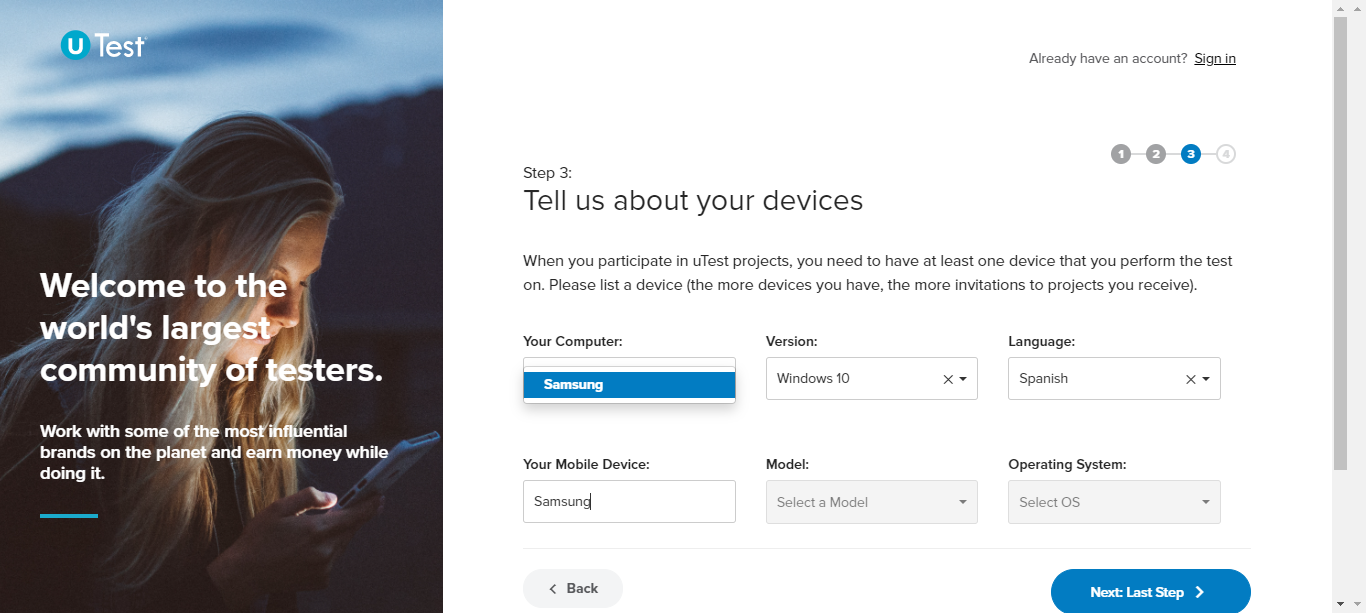 U Test
Welcome to the
world's largest
community of testers.
Work with some of the most influential
brands on the planet and earn money while
doing it.
Already have an account? Sign in
1 2 3 4
Step 3:
Tell us about your devices
When you participate in uTest projects, you need to have at least one device that you perform the test
on. Please list a device (the more devices you have, the more invitations to projects you receive).
Your Computer: Version: Language:
Samsung Windows 10 Spanish
Your Mobile Device: Model: Operating System:
Samsung Select a Model Select OS
Back Next: Last Step